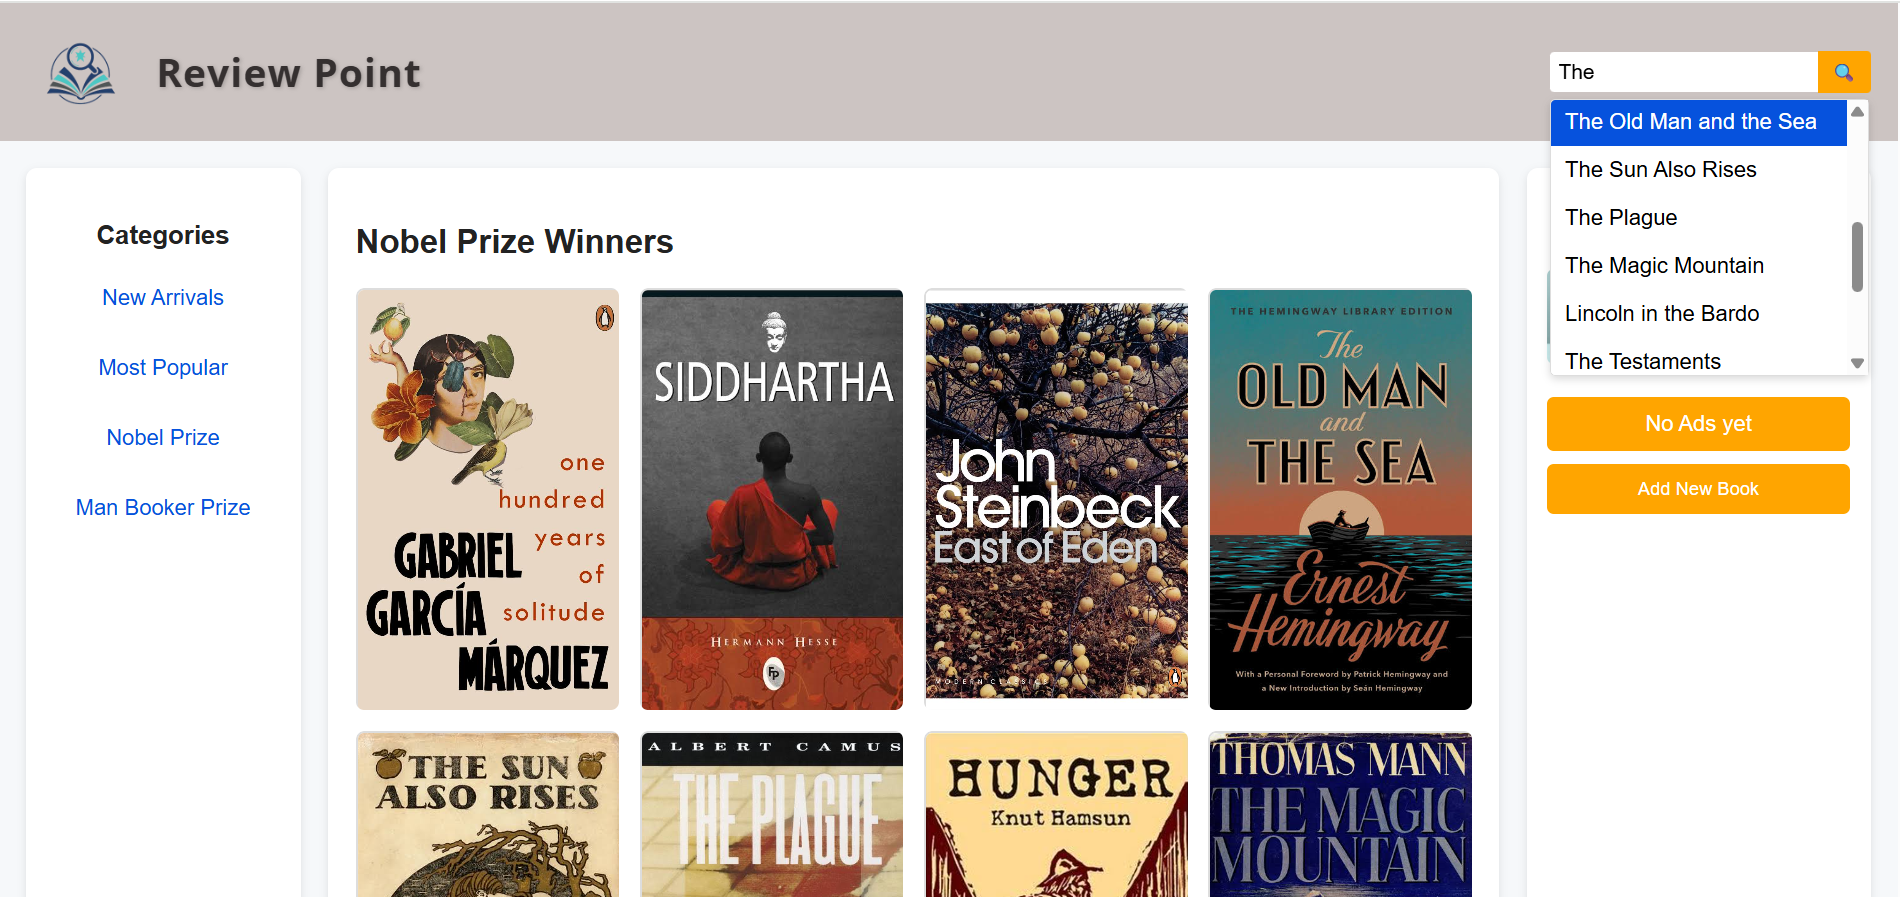 Review Point
The
The Old Man and the Sea
The Sun Also Rises
The Plague
The Magic Mountain
Lincoln in the Bardo
The Testaments
Categories
New Arrivals
Most Popular
Nobel Prize
Man Booker Prize
Nobel Prize Winners
one
hundred
years
of
solitude
GABRIEL
GARCÍA
MÁRQUEZ
SIDDHARTHA
HERMANN HESSE
FP
John
Steinbeck
East of Eden
MODERN CLASSICS
THE HEMINGWAY LIBRARY EDITION
The
OLD MAN
and
THE SEA
Ernest
Hemingway
With a Personal Foreword by Patrick Hemingway and
a New Introduction by Seán Hemingway
THE SUN
ALSO RISES
ALBERT CAMUS
THE PLAGUE
HUNGER
Knut Hamsun
THOMAS MANN
THE MAGIC
MOUNTAIN
No Ads yet
Add New Book